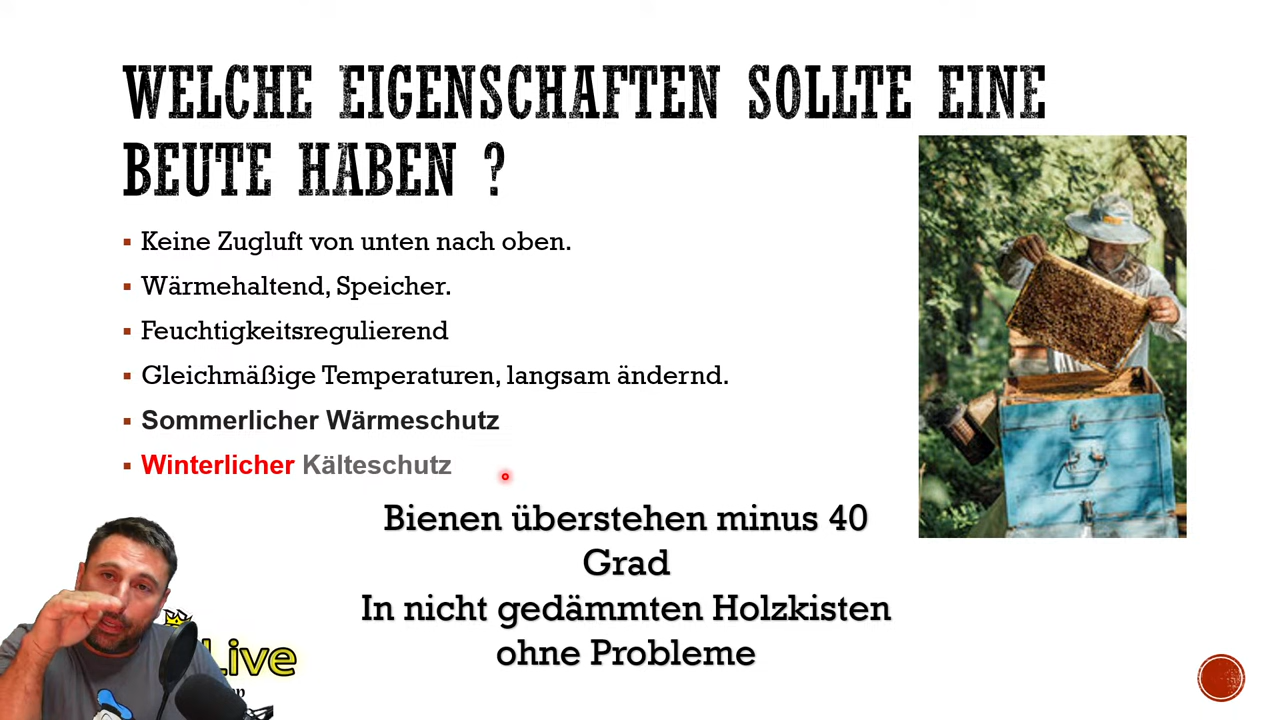 WELCHE EIGENSCHAFTEN SOLLTE EINE
BEUTE HABEN ?
Keine Zugluft von unten nach oben.
Wärmehaltend, Speicher.
Feuchtigkeitsregulierend
Gleichmäßige Temperaturen, langsam ändernd.
Sommerlicher Wärmeschutz
Winterlicher Kälteschutz
Bienen überstehen minus 40
Grad
In nicht gedämmten Holzkisten
ohne Probleme
Live